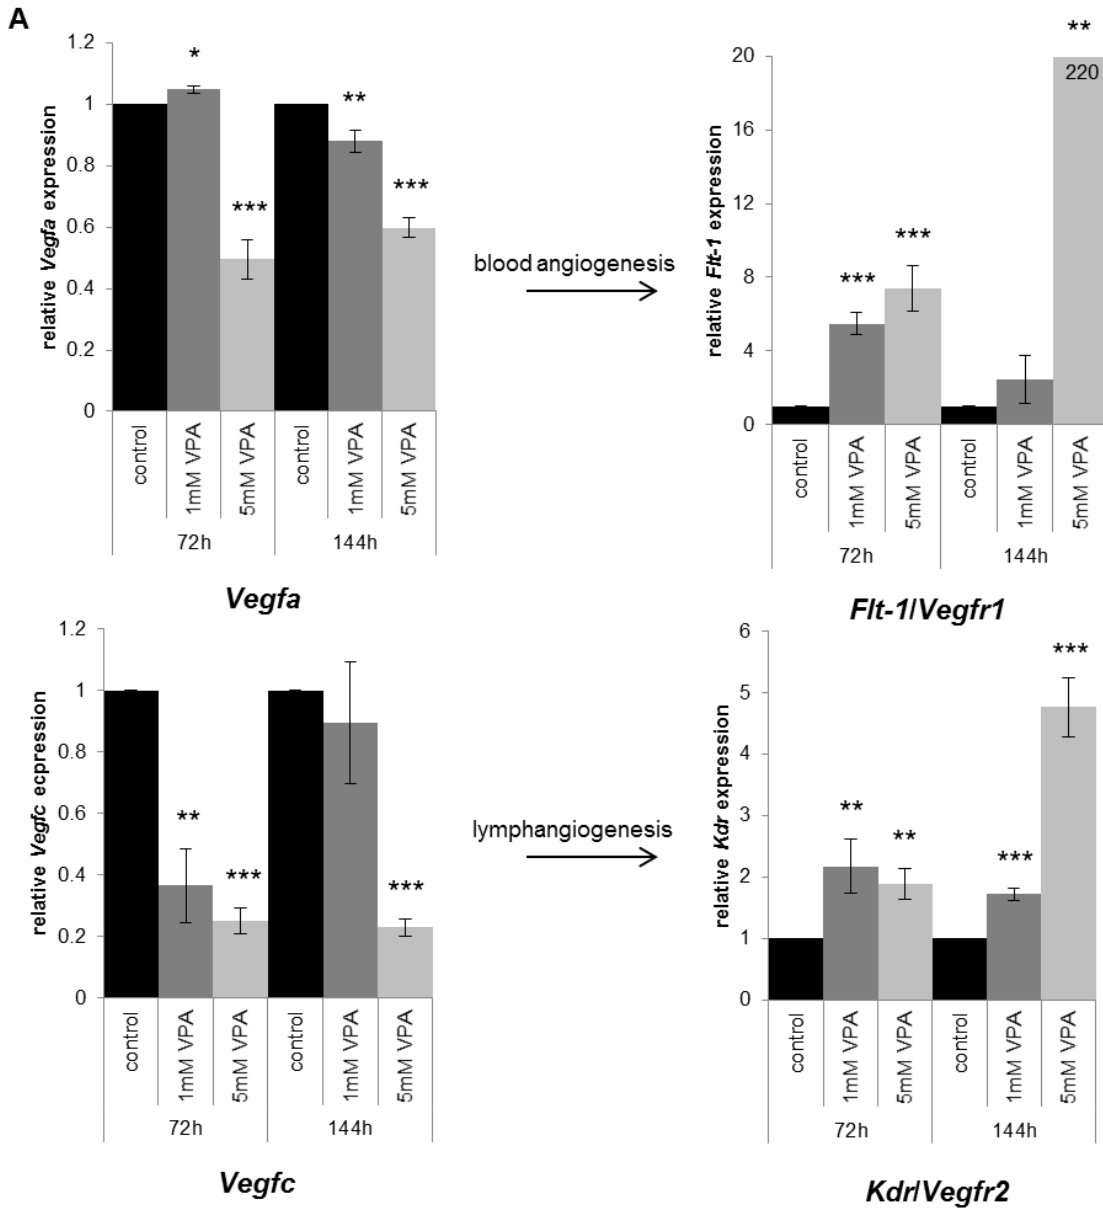 A
relative Vegfa expression
1.2
1
0.8
0.6
0.4
0.2
0
*
***
**
***
control
1mM VPA
5mM VPA
control
1mM VPA
5mM VPA
72h
144h
Vegfa
blood angiogenesis
relative Flt-1 expression
20
16
12
8
4
0
***
***
**
220
control
1mM VPA
5mM VPA
control
1mM VPA
5mM VPA
72h
144h
Flt-1/Vegfr1
relative Vegfc ecpression
1.2
1
0.8
0.6
0.4
0.2
0
**
***
***
control
1mM VPA
5mM VPA
control
1mM VPA
5mM VPA
72h
144h
Vegfc
lymphangiogenesis
relative Kdr expression
6
5
4
3
2
1
0
**
**
***
***
control
1mM VPA
5mM VPA
control
1mM VPA
5mM VPA
72h
144h
Kdr/Vegfr2